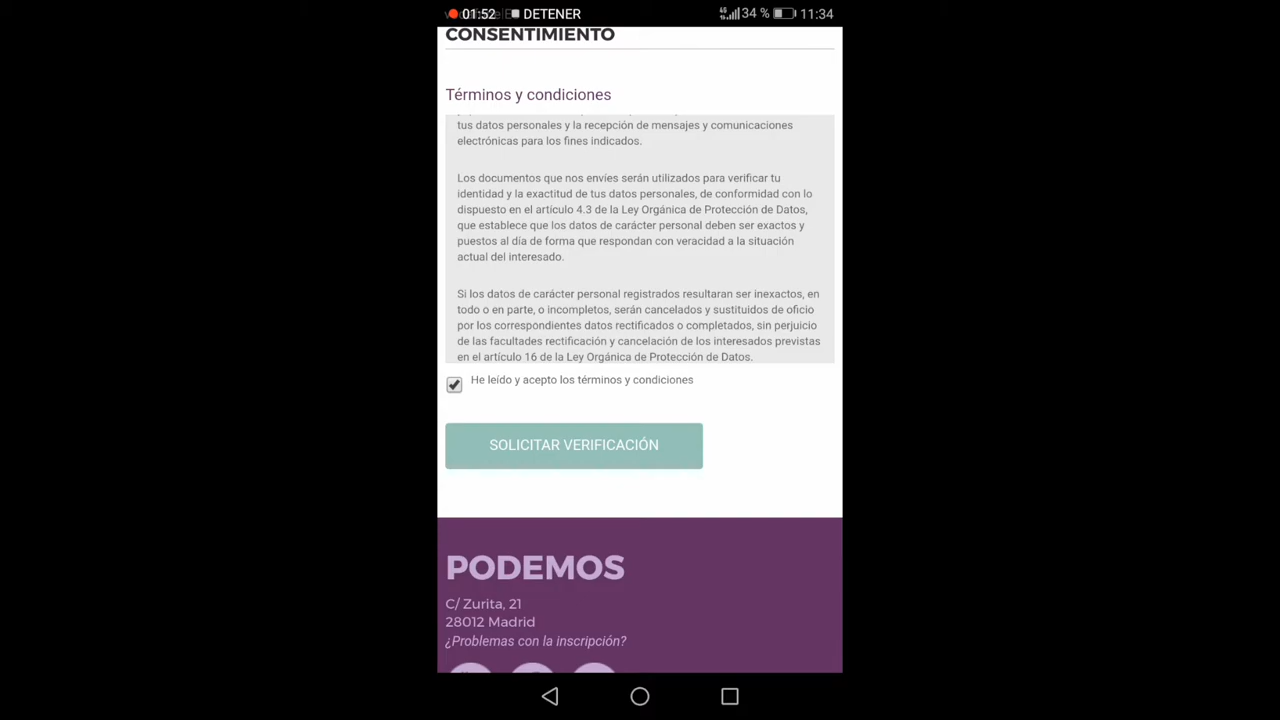 01:52 DETENER 34 % 11:34
CONSENTIMIENTO
Términos y condiciones
tus datos personales y la recepción de mensajes y comunicaciones
electrónicas para los fines indicados.
Los documentos que nos envíes serán utilizados para verificar tu
identidad y la exactitud de tus datos personales, de conformidad con lo
dispuesto en el artículo 4.3 de la Ley Orgánica de Protección de Datos,
que establece que los datos de carácter personal deben ser exactos y
puestos al día de forma que respondan con veracidad a la situación
actual del interesado.
Si los datos de carácter personal registrados resultaran ser inexactos, en
todo o en parte, o incompletos, serán cancelados y sustituidos de oficio
por los correspondientes datos rectificados o completados, sin perjuicio
de las facultades rectificación y cancelación de los interesados previstas
en el artículo 16 de la Ley Orgánica de Protección de Datos.
He leído y acepto los términos y condiciones
SOLICITAR VERIFICACIÓN
PODEMOS
C/ Zurita, 21
28012 Madrid
¿Problemas con la inscripción?